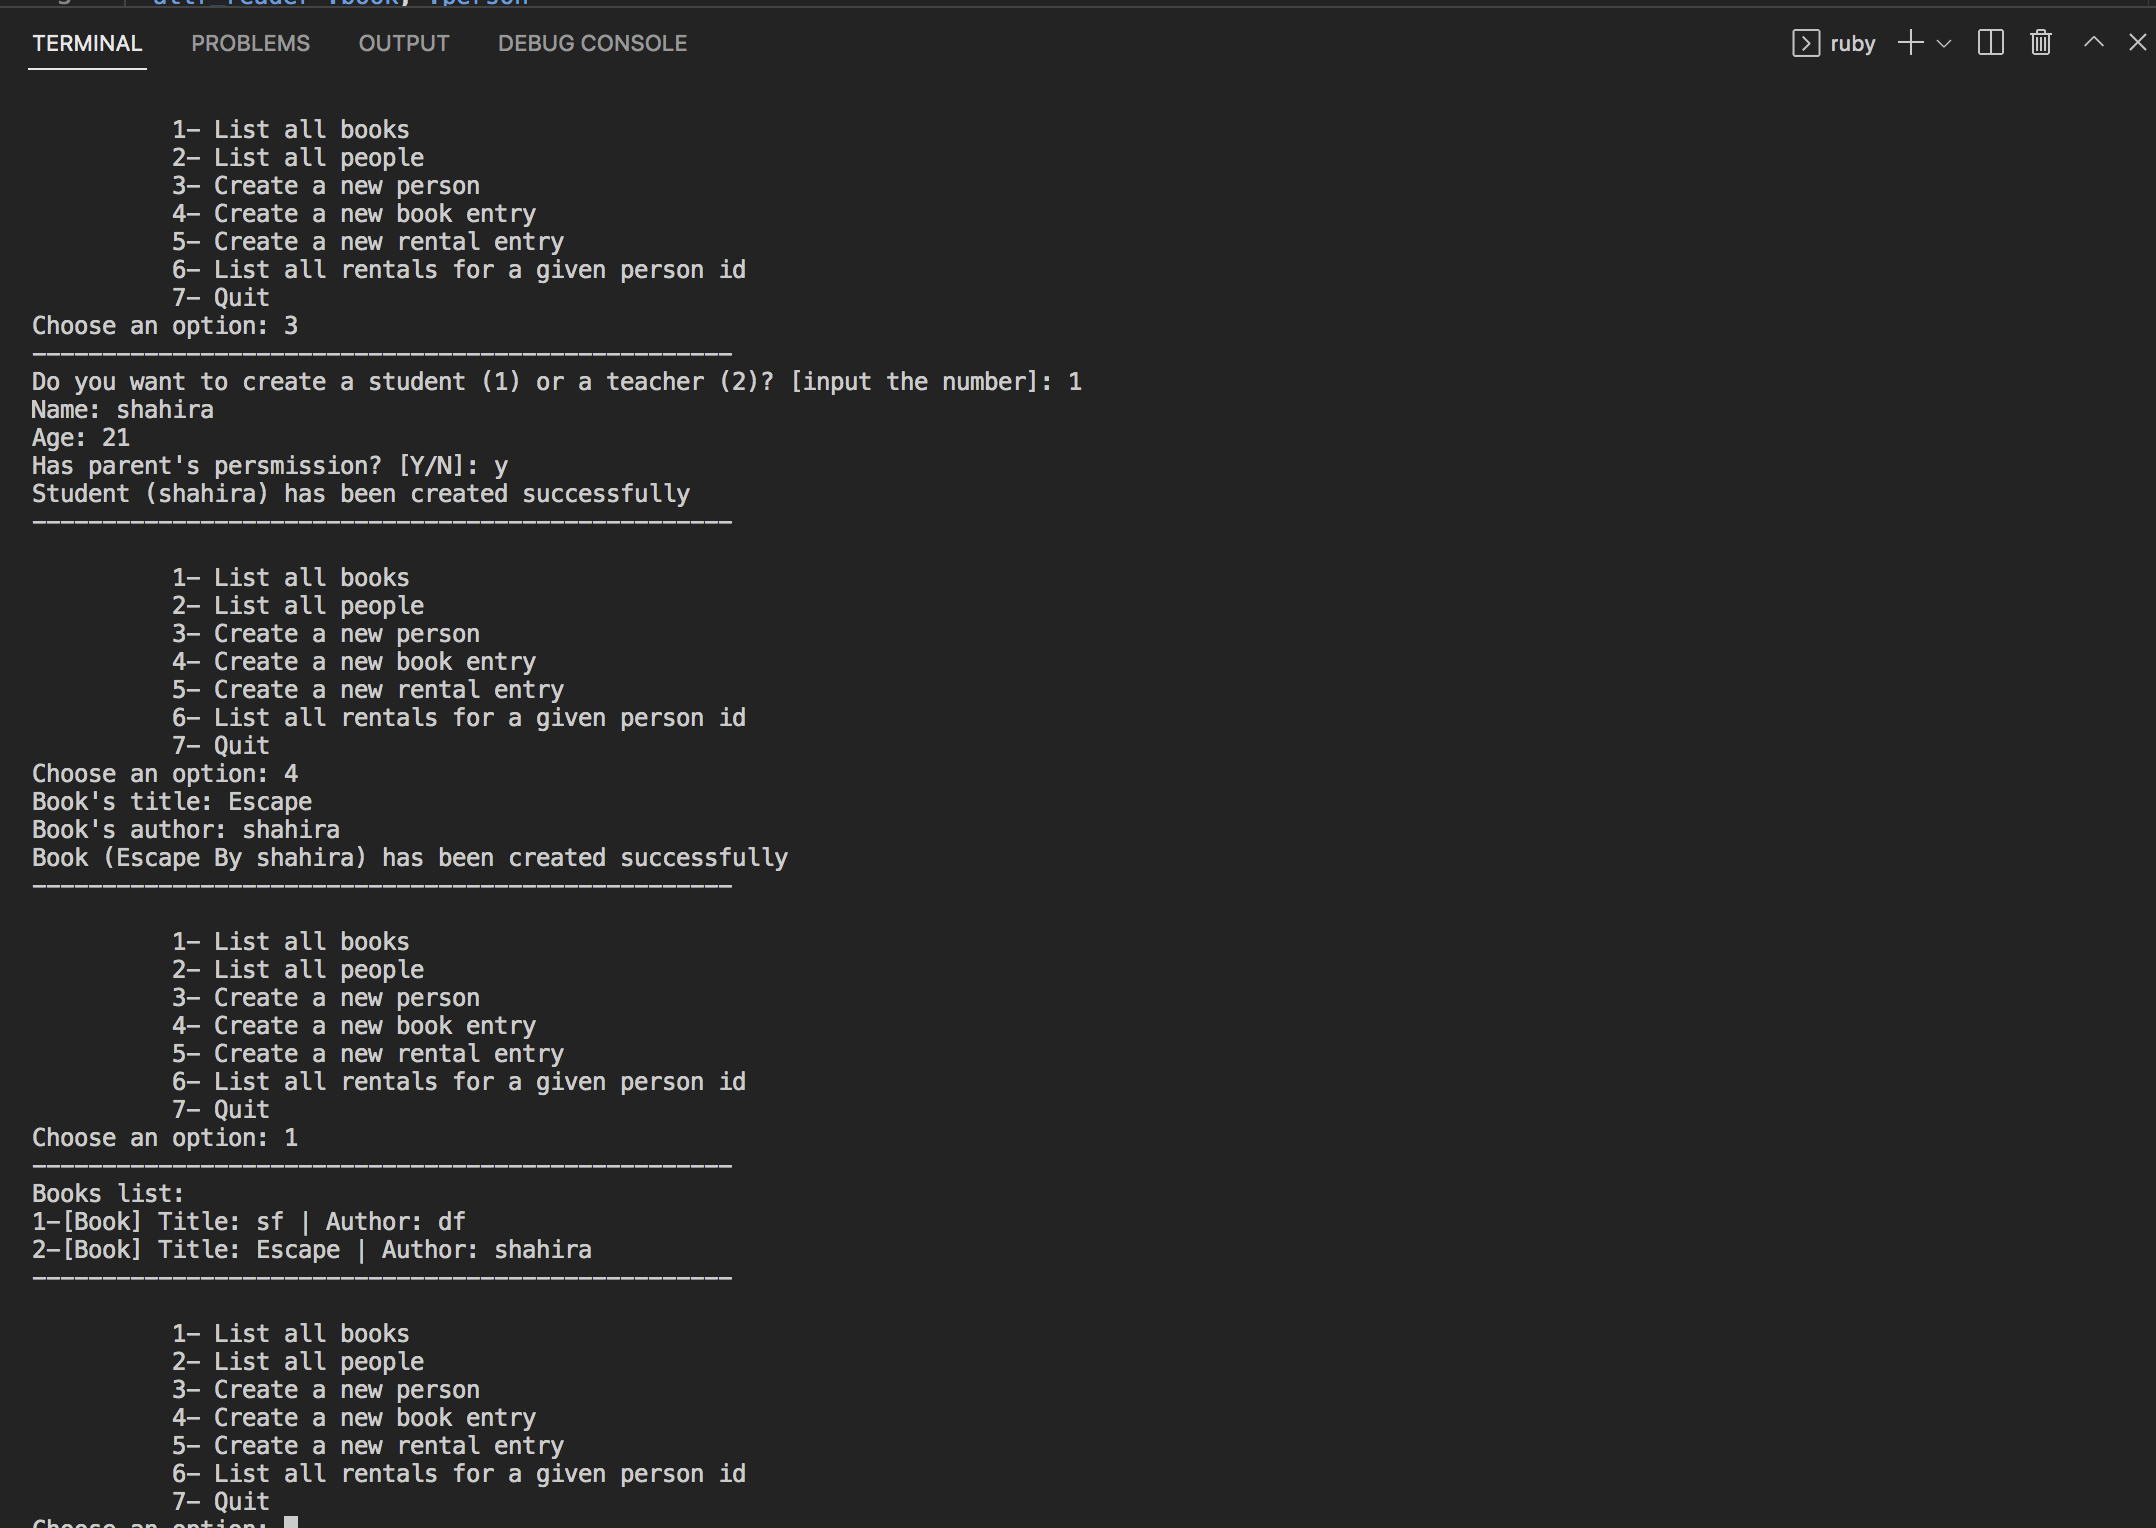 attr_reader :book, :person
TERMINAL PROBLEMS OUTPUT DEBUG CONSOLE ruby
1- List all books
2- List all people
3- Create a new person
4- Create a new book entry
5- Create a new rental entry
6- List all rentals for a given person id
7- Quit
Choose an option: 3
--------------------------------------------------
Do you want to create a student (1) or a teacher (2)? [input the number]: 1
Name: shahira
Age: 21
Has parent's persmission? [Y/N]: y
Student (shahira) has been created successfully
--------------------------------------------------
1- List all books
2- List all people
3- Create a new person
4- Create a new book entry
5- Create a new rental entry
6- List all rentals for a given person id
7- Quit
Choose an option: 4
Book's title: Escape
Book's author: shahira
Book (Escape By shahira) has been created successfully
--------------------------------------------------
1- List all books
2- List all people
3- Create a new person
4- Create a new book entry
5- Create a new rental entry
6- List all rentals for a given person id
7- Quit
Choose an option: 1
--------------------------------------------------
Books list:
1-[Book] Title: sf | Author: df
2-[Book] Title: Escape | Author: shahira
--------------------------------------------------
1- List all books
2- List all people
3- Create a new person
4- Create a new book entry
5- Create a new rental entry
6- List all rentals for a given person id
7- Quit
Choose an option: